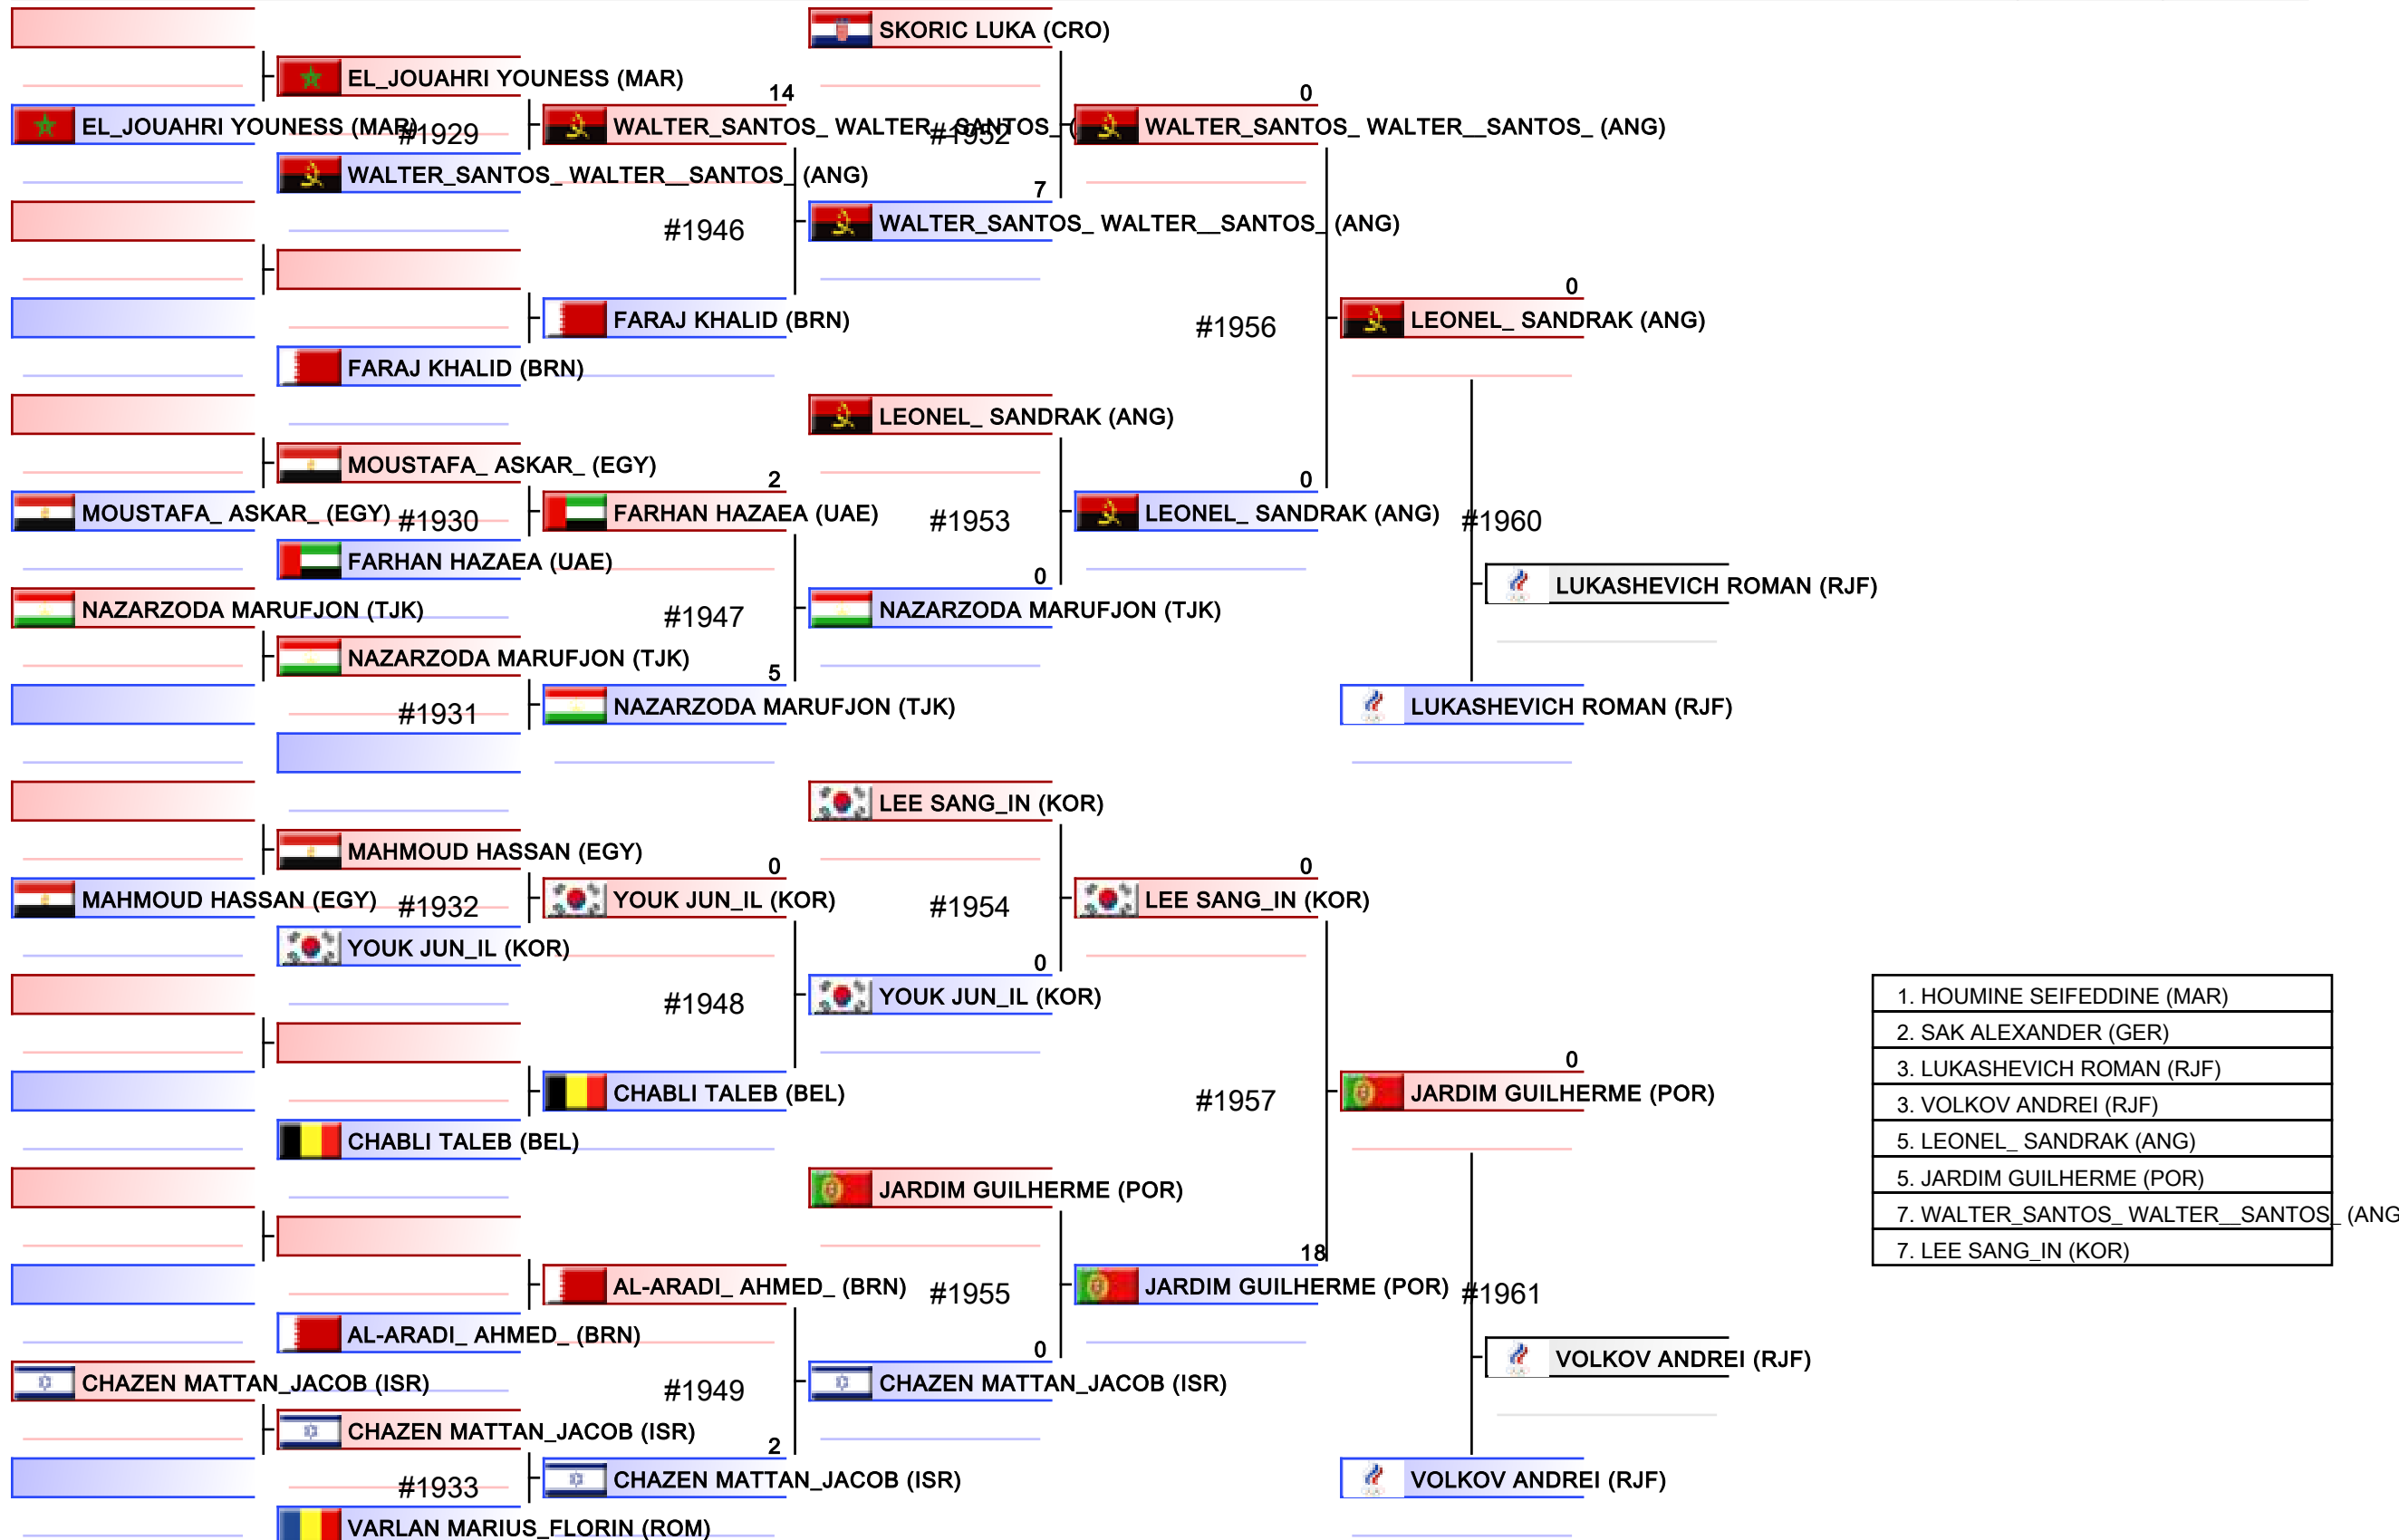 SKORIC LUKA (CRO)
EL_JOUAHRI YOUNESS (MAR)
14
0
EL_JOUAHRI YOUNESS (MAR)
#1929
WALTER_SANTOS_ WALTER__SANTOS_ (
#1952
WALTER_SANTOS_ WALTER__SANTOS_ (ANG)
WALTER_SANTOS_ WALTER__SANTOS_ (ANG)
7
#1946
WALTER_SANTOS_ WALTER__SANTOS_ (ANG)
0
FARAJ KHALID (BRN)
#1956
LEONEL_ SANDRAK (ANG)
FARAJ KHALID (BRN)
LEONEL_ SANDRAK (ANG)
MOUSTAFA_ ASKAR_ (EGY)
2
0
MOUSTAFA_ ASKAR_ (EGY)
#1930
FARHAN HAZAEA (UAE)
#1953
LEONEL_ SANDRAK (ANG)
#1960
FARHAN HAZAEA (UAE)
0
LUKASHEVICH ROMAN (RJF)
NAZARZODA MARUFJON (TJK)
#1947
NAZARZODA MARUFJON (TJK)
NAZARZODA MARUFJON (TJK)
5
#1931
NAZARZODA MARUFJON (TJK)
LUKASHEVICH ROMAN (RJF)
LEE SANG_IN (KOR)
MAHMOUD HASSAN (EGY)
0
0
MAHMOUD HASSAN (EGY)
#1932
YOUK JUN_IL (KOR)
#1954
LEE SANG_IN (KOR)
YOUK JUN_IL (KOR)
0
#1948
YOUK JUN_IL (KOR)
1. HOUMINE SEIFEDDINE (MAR)
2. SAK ALEXANDER (GER)
3. LUKASHEVICH ROMAN (RJF)
3. VOLKOV ANDREI (RJF)
5. LEONEL_ SANDRAK (ANG)
5. JARDIM GUILHERME (POR)
7. WALTER_SANTOS_ WALTER__SANTOS_ (ANG
7. LEE SANG_IN (KOR)
0
CHABLI TALEB (BEL)
#1957
JARDIM GUILHERME (POR)
CHABLI TALEB (BEL)
JARDIM GUILHERME (POR)
18
AL-ARADI_ AHMED_ (BRN)
#1955
JARDIM GUILHERME (POR)
#1961
AL-ARADI_ AHMED_ (BRN)
0
VOLKOV ANDREI (RJF)
CHAZEN MATTAN_JACOB (ISR)
#1949
CHAZEN MATTAN_JACOB (ISR)
CHAZEN MATTAN_JACOB (ISR)
2
#1933
CHAZEN MATTAN_JACOB (ISR)
VOLKOV ANDREI (RJF)
VARLAN MARIUS_FLORIN (ROM)